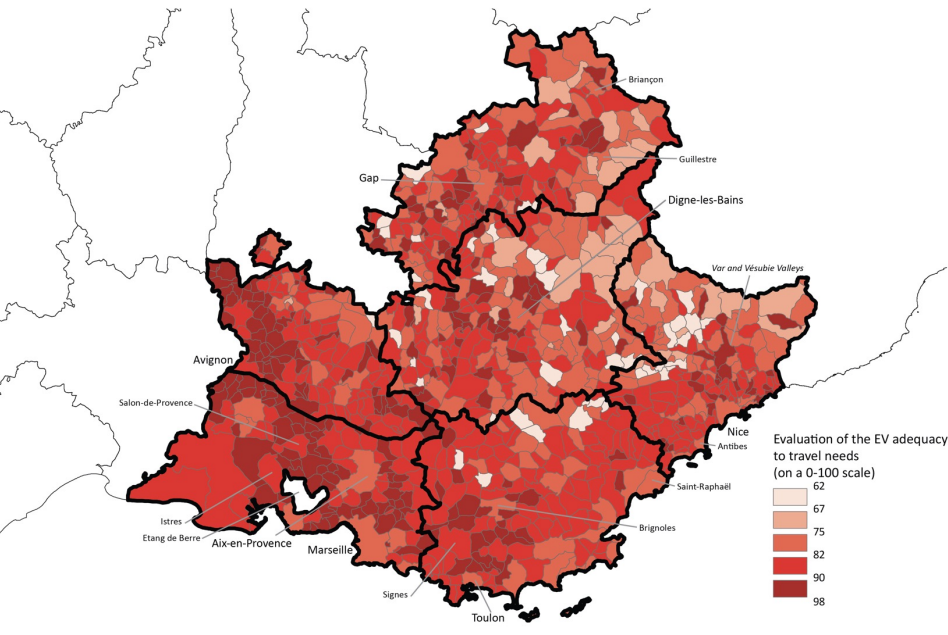 Briançon
Guillestre
Gap
Digne-les-Bains
Var and Vésubie Valleys
Avignon
Salon-de-Provence
Nice
Antibes
Evaluation of the EV adequacy
to travel needs
(on a 0-100 scale)
62
67
75
82
90
98
Saint-Raphaël
Istres
Brignoles
Etang de Berre
Aix-en-Provence
Marseille
Signes
Toulon